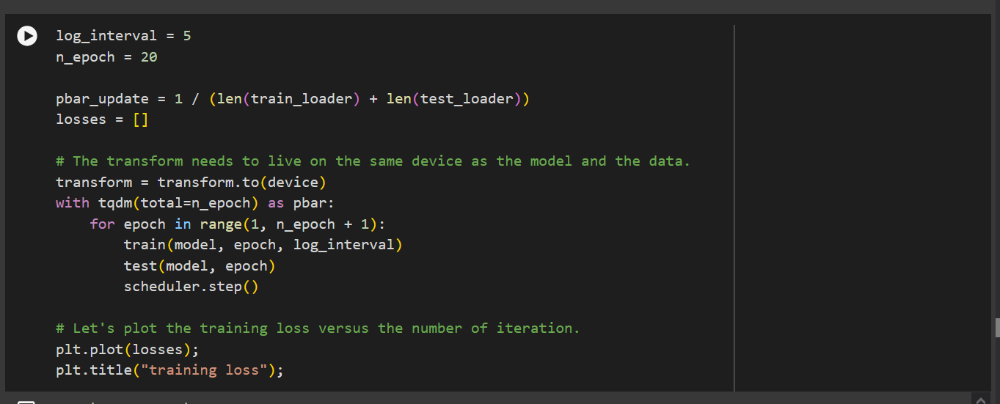 log_interval = 5
n_epoch = 20
pbar_update = 1 / (len(train_loader) + len(test_loader))
losses = []
# The transform needs to live on the same device as the model and the data.
transform = transform.to(device)
with tqdm(total=n_epoch) as pbar:
    for epoch in range(1, n_epoch + 1):
        train(model, epoch, log_interval)
        test(model, epoch)
        scheduler.step()
# Let's plot the training loss versus the number of iteration.
plt.plot(losses);
plt.title("training loss");